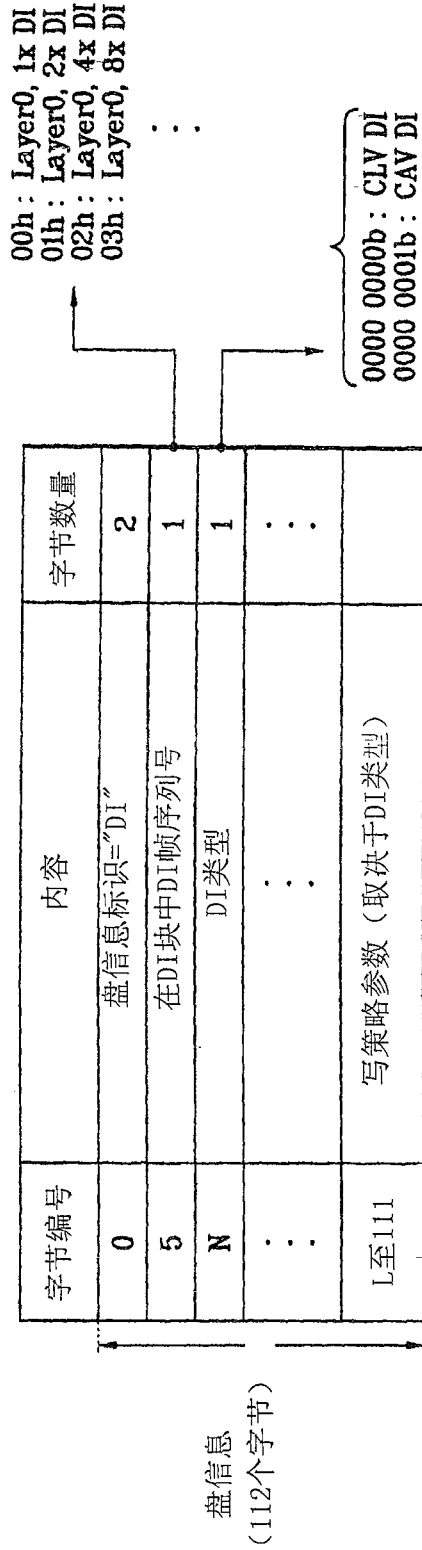 盘信息
(112个字节)
字节编号 内容 字节数量
0 盘信息标识="DI" 2
5 在DI块中DI帧序列号 1
N DI类型 1
⋮ ⋮ ⋮
L至111 写策略参数（取决于DI类型）
00h : Layer0, 1x DI
01h : Layer0, 2x DI
02h : Layer0, 4x DI
03h : Layer0, 8x DI
⋮
0000 0000b : CLV DI
0000 0001b : CAV DI